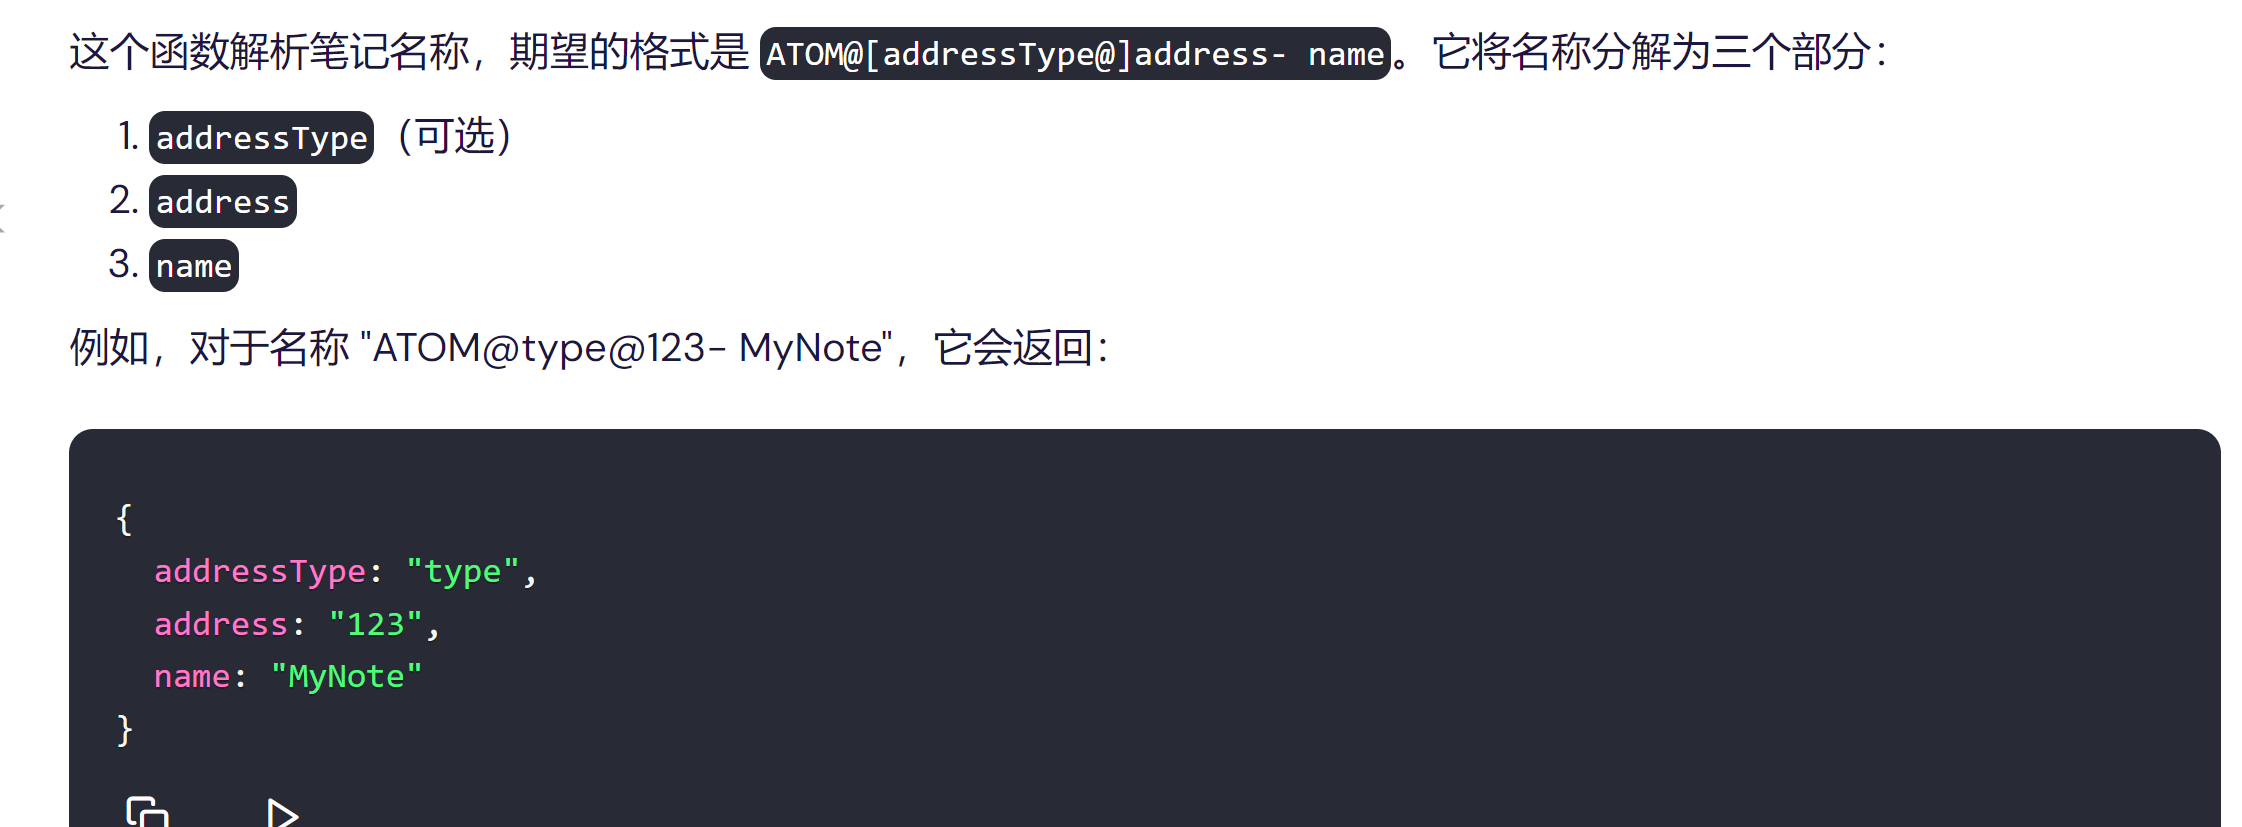 这个函数解析笔记名称，期望的格式是 ATOM@[addressType@]address- name。它将名称分解为三个部分：
1. addressType（可选）
2. address
3. name
例如，对于名称 "ATOM@type@123- MyNote"，它会返回：
{
  addressType: "type",
  address: "123",
  name: "MyNote"
}